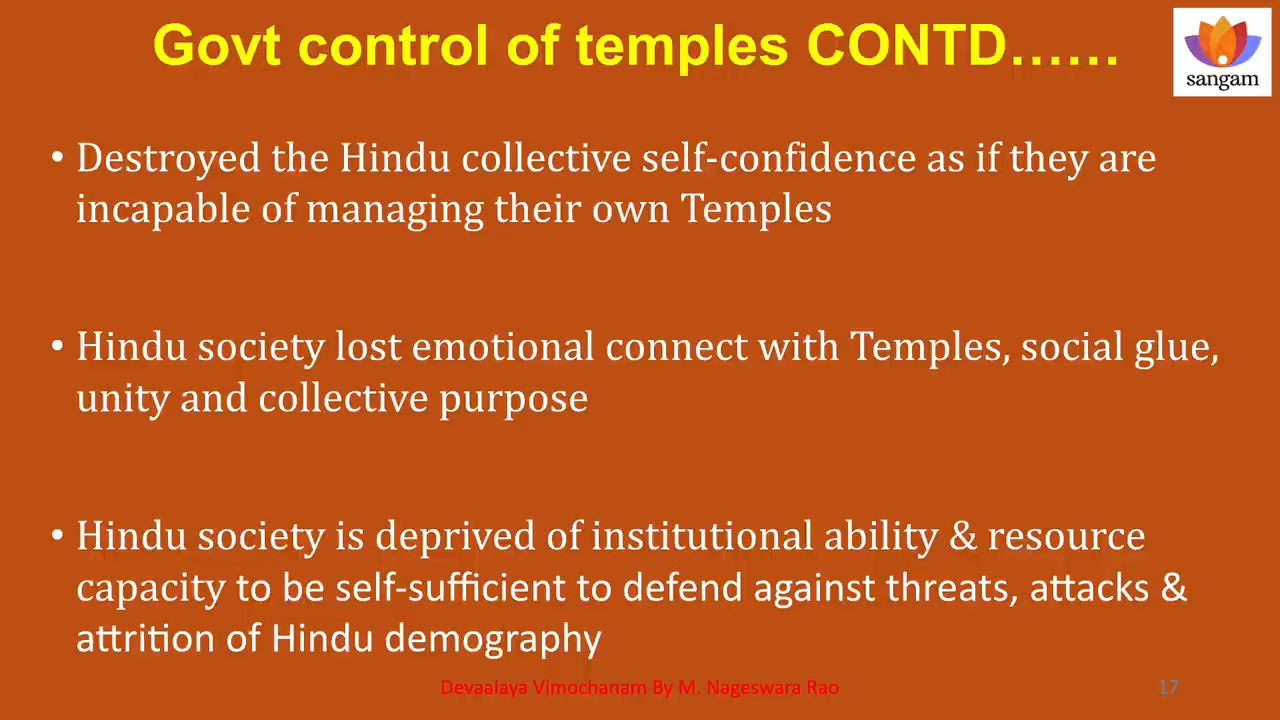 Govt control of temples CONTD......
sangam
• Destroyed the Hindu collective self-confidence as if they are
incapable of managing their own Temples
• Hindu society lost emotional connect with Temples, social glue,
unity and collective purpose
• Hindu society is deprived of institutional ability & resource
capacity to be self-sufficient to defend against threats, attacks &
attrition of Hindu demography
Devaalaya Vimochanam By M. Nageswara Rao
17